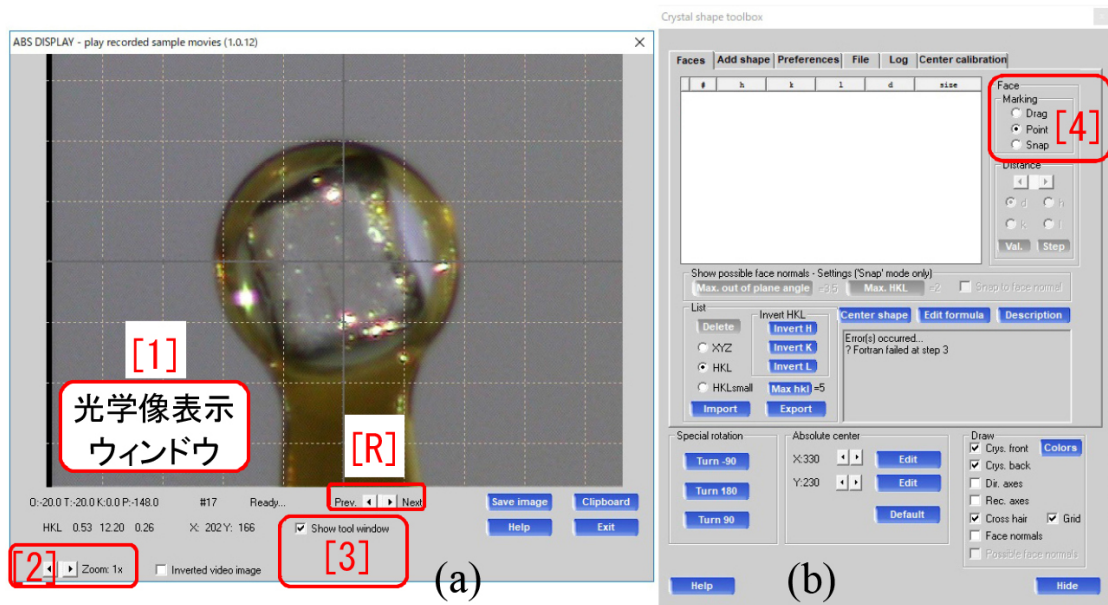 ABS DISPLAY - play recorded sample movies (1.0.12)
[1]
光学像表示
ウィンドウ
[R]
O:-20.0 T:-20.0 K:0.0 P:-148.0 #17 Ready... Prev. Next Save image Clipboard
HKL 0.53 12.20 0.26 X: 202 Y: 166 Show tool window Help Exit
[2] Zoom: 1x Inverted video image [3]
(a)
Crystal shape toolbox
Faces Add shape Preferences File Log Center calibration
# h k l d size
Face
Marking
Drag
Point
Snap
[4]
Distance
d h
k l
Val. Step
Show possible face normals - Settings ('Snap' mode only)
Max. out of plane angle =3.5 Max. HKL =2 Snap to face normal
List
Delete
XYZ
HKL
HKLsmall
Import
Invert HKL
Invert H
Invert K
Invert L
Max hkl =5
Export
Center shape Edit formula Description
Error(s) occurred...
? Fortran failed at step 3
Special rotation
Turn -90
Turn 180
Turn 90
Absolute center
X:330 Edit
Y:230 Edit
Default
Draw
Crys. front Colors
Crys. back
Dir. axes
Rec. axes
Cross hair Grid
Face normals
Possible face normals
Help (b) Hide